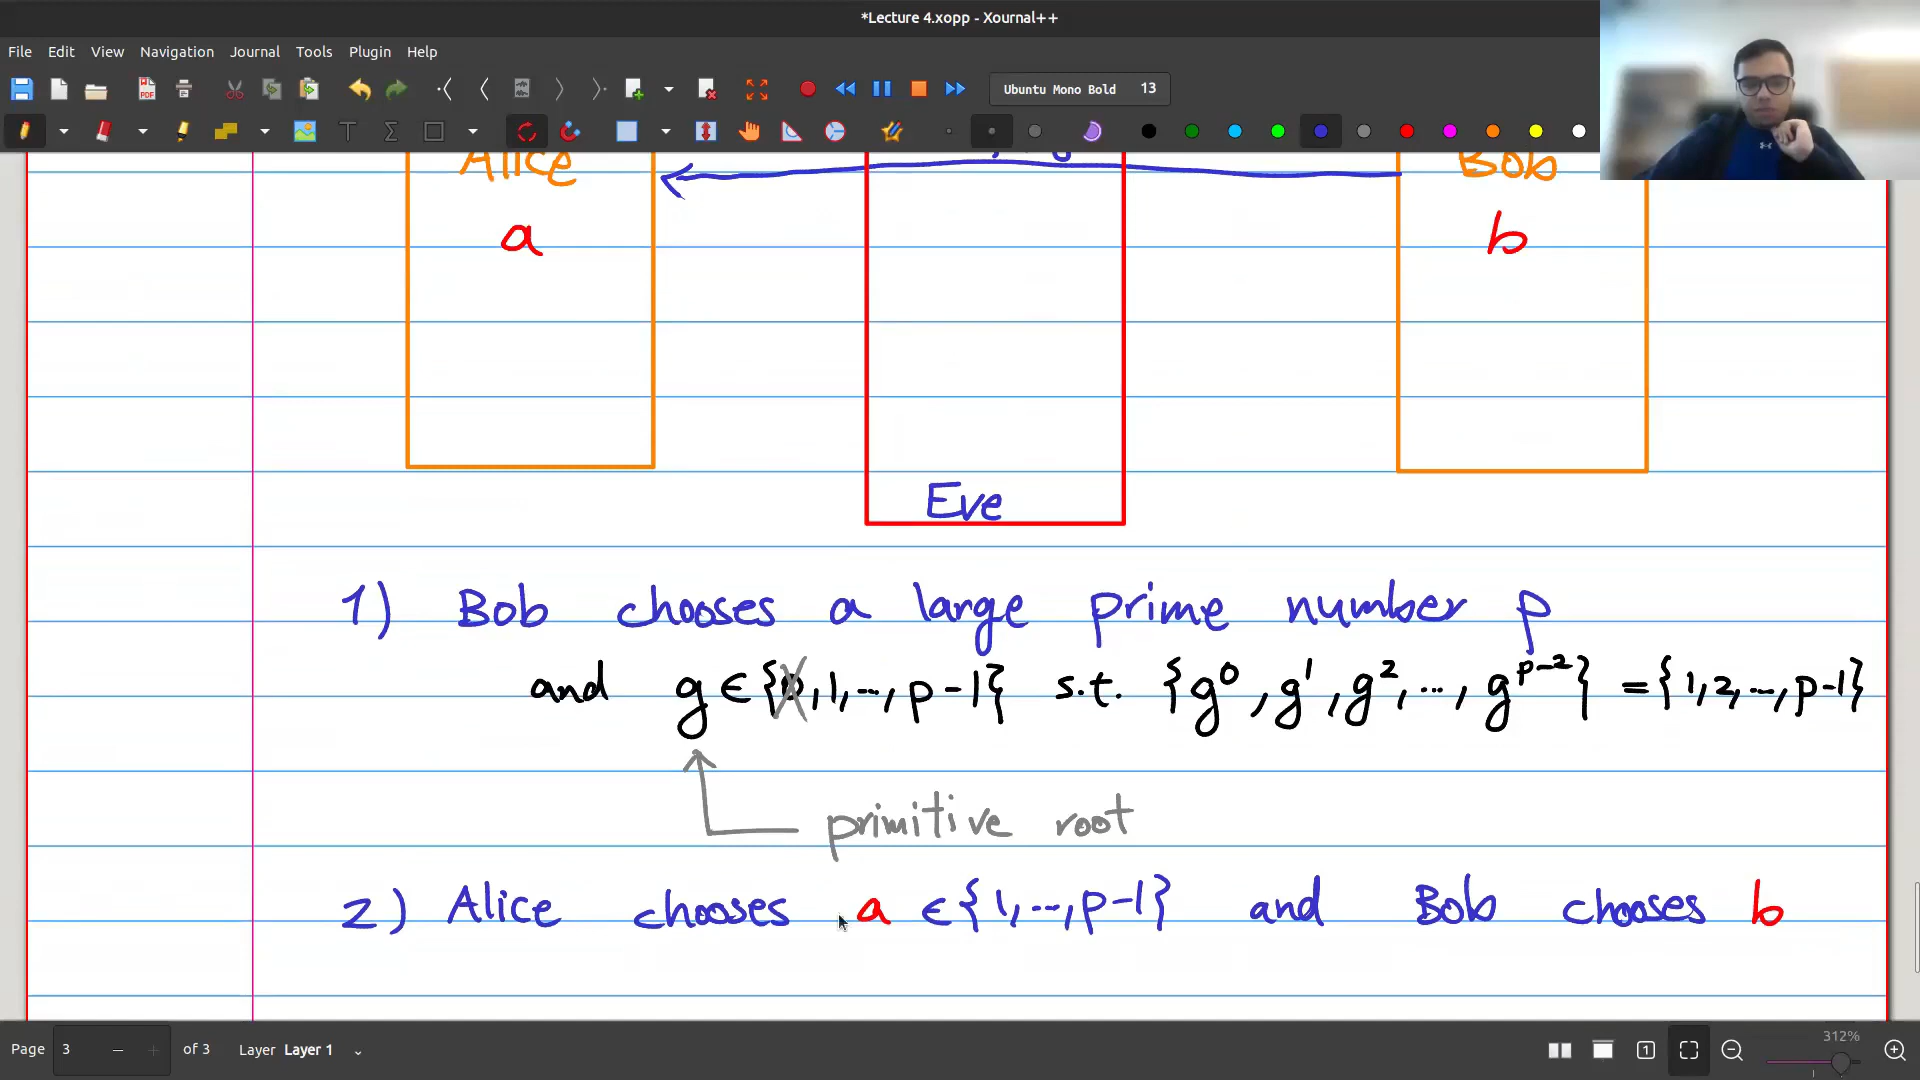 *Lecture 4.xopp - Xournal++
File Edit View Navigation Journal Tools Plugin Help
PDF
Ubuntu Mono Bold 13
Alice Bob
a b
Eve
1) Bob chooses a large prime number p
and g ∈ {0, 1, .., p-1} s.t. {g⁰, g¹, g², ..., gᵖ⁻²} = {1, 2, .., p-1}
primitive root
2) Alice chooses a ∈ {1, .., p-1} and Bob chooses b
Page 3 of 3 Layer Layer 1 312%